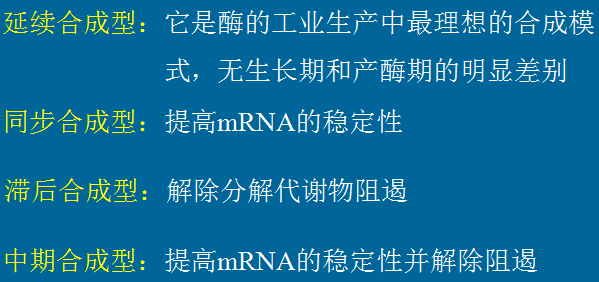 延续合成型：它是酶的工业生产中最理想的合成模
式，无生长期和产酶期的明显差别
同步合成型：提高mRNA的稳定性
滞后合成型：解除分解代谢物阻遏
中期合成型：提高mRNA的稳定性并解除阻遏